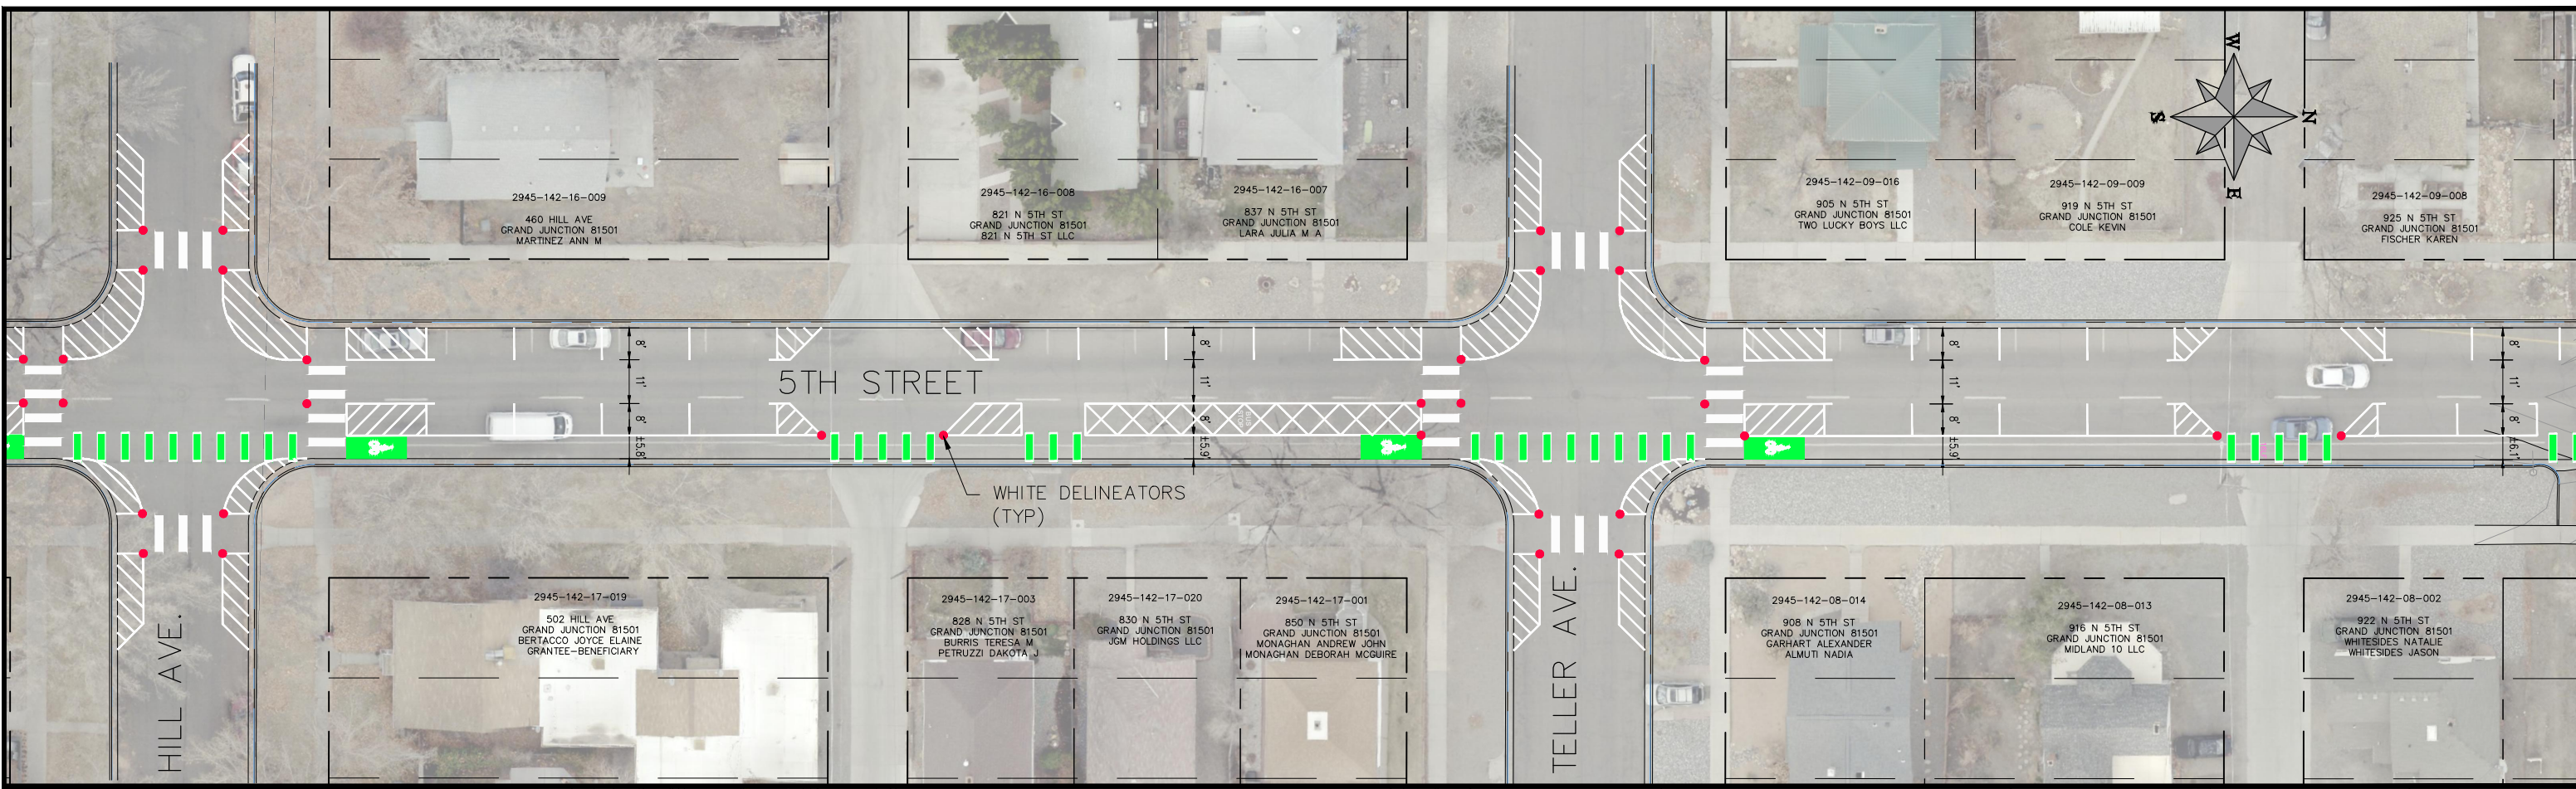 W
S
N
E
2945-142-16-009
460 HILL AVE
GRAND JUNCTION 81501
MARTINEZ ANN M
2945-142-16-008
821 N 5TH ST
GRAND JUNCTION 81501
821 N 5TH ST LLC
2945-142-16-007
837 N 5TH ST
GRAND JUNCTION 81501
LARA JULIA M A
2945-142-09-016
905 N 5TH ST
GRAND JUNCTION 81501
TWO LUCKY BOYS LLC
2945-142-09-009
919 N 5TH ST
GRAND JUNCTION 81501
COLE KEVIN
2945-142-09-008
925 N 5TH ST
GRAND JUNCTION 81501
FISCHER KAREN
8'
11'
8'
±5.8'
8'
11'
8'
±5.9'
8'
11'
8'
±5.9'
8'
11'
8'
±6.1'
5TH STREET
BUS
STOP
WHITE DELINEATORS
(TYP)
HILL AVE.
TELLER AVE.
2945-142-17-019
502 HILL AVE
GRAND JUNCTION 81501
BERTACCO JOYCE ELAINE
GRANTEE-BENEFICIARY
2945-142-17-003
828 N 5TH ST
GRAND JUNCTION 81501
BURRIS TERESA M
PETRUZZI DAKOTA J
2945-142-17-020
830 N 5TH ST
GRAND JUNCTION 81501
JGM HOLDINGS LLC
2945-142-17-001
850 N 5TH ST
GRAND JUNCTION 81501
MONAGHAN ANDREW JOHN
MONAGHAN DEBORAH MCGUIRE
2945-142-08-014
908 N 5TH ST
GRAND JUNCTION 81501
GARHART ALEXANDER
ALMUTI NADIA
2945-142-08-013
916 N 5TH ST
GRAND JUNCTION 81501
MIDLAND 10 LLC
2945-142-08-002
922 N 5TH ST
GRAND JUNCTION 81501
WHITESIDES NATALIE
WHITESIDES JASON